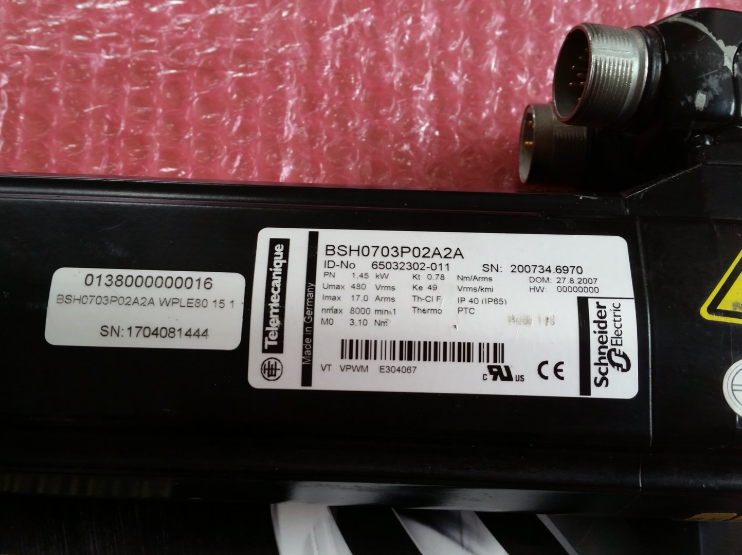 0138000000016
BSH0703P02A2A WPLE80 15 1
SN:1704081444
Telemecanique
Made in Germany
BSH0703P02A2A
ID-No 65032302-011 SN: 200734.6970
PN 1.45 kW Kt 0.78 Nm/Arms DOM: 27.8.2007
Umax 480 Vrms Ke 49 Vrms/kmi HW: 00000000
Imax 17.0 Arms Th-Cl F IP 40 (IP65)
nmax 8000 min-1 Thermo PTC
M0 3.10 Nm
VT VPWM E304067
c RU us CE
Schneider
Electric